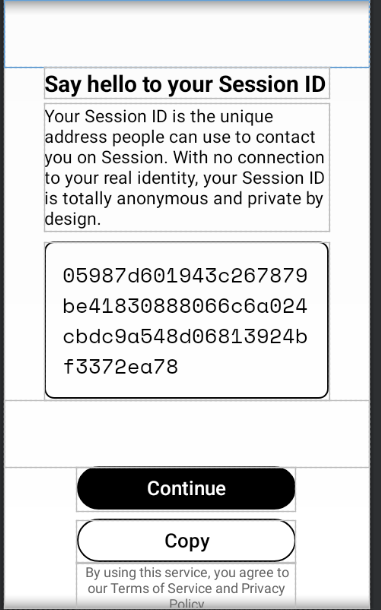 Say hello to your Session ID
Your Session ID is the unique
address people can use to contact
you on Session. With no connection
to your real identity, your Session ID
is totally anonymous and private by
design.
05987d601943c267879
be41830888066c6a024
cbdc9a548d06813924b
f3372ea78
Continue
Copy
By using this service, you agree to
our Terms of Service and Privacy
Policy